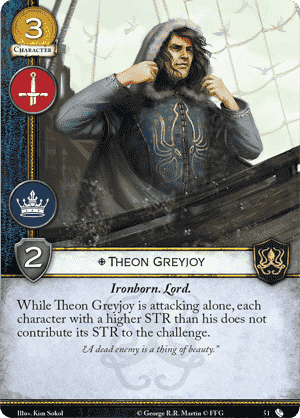 3
CHARACTER
2
THEON GREYJOY
Ironborn. Lord.
While Theon Greyjoy is attacking alone, each
character with a higher STR than his does not
contribute its STR to the challenge.
"A dead enemy is a thing of beauty."
Illus. Kim Sokol
© George R.R. Martin © FFG
51